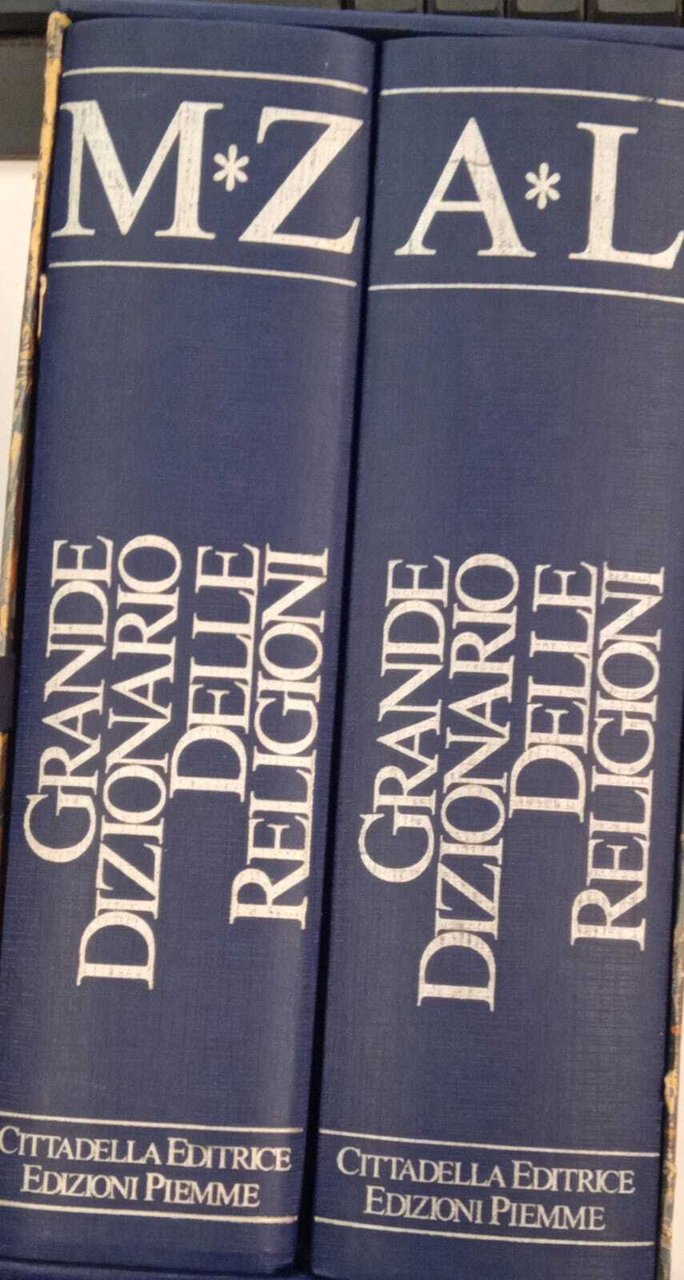 M*Z
GRANDE
DIZIONARIO
DELLE
RELIGIONI
CITTADELLA EDITRICE
EDIZIONI PIEMME
A*L
GRANDE
DIZIONARIO
DELLE
RELIGIONI
CITTADELLA EDITRICE
EDIZIONI PIEMME